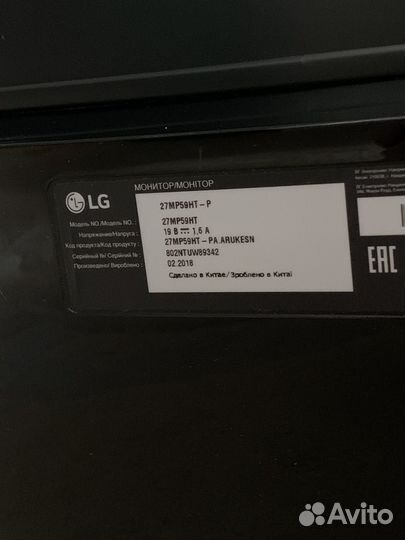 LG
МОНИТОР/МОНІТОР
27MP59HT-P
Модель NO./Модель NO. : 27MP59HT
Напряжение/Напруга : 19 В ⎓ 1,6 A
Код продукта/Код продукту : 27MP59HT-PA.ARUKESN
Серийный №/ Серійний № : 802NTUW89342
Произведено/ Вироблено : 02.2018
Сделано в Китае/ Зроблено в Китаї
EAC
Avito